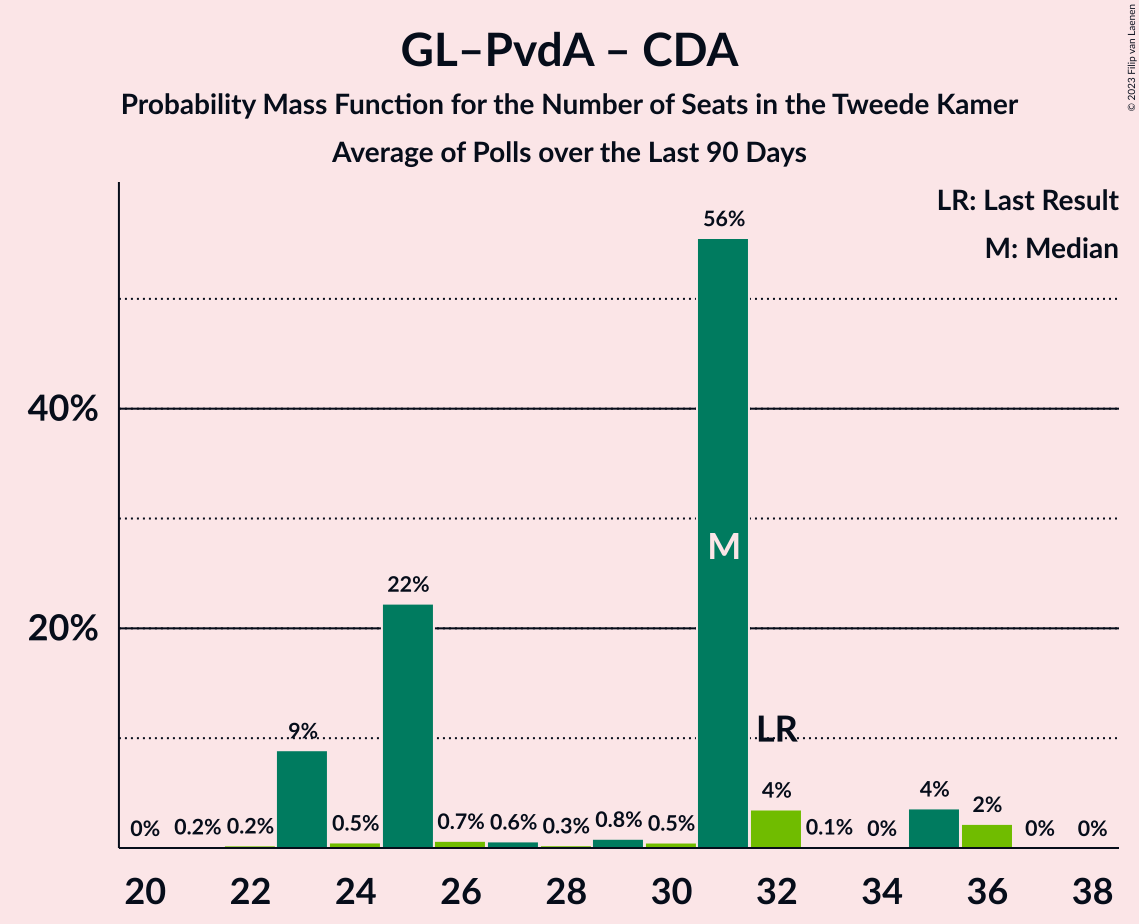 GL–PvdA – CDA
Probability Mass Function for the Number of Seats in the Tweede Kamer
Average of Polls over the Last 90 Days
© 2023 Filip van Laenen
LR: Last Result
M: Median
40%
20%
0%
0.2%
0.2%
9%
0.5%
22%
0.7%
0.6%
0.3%
0.8%
0.5%
56%
M
LR
4%
0.1%
0%
4%
2%
0%
0%
20 22 24 26 28 30 32 34 36 38